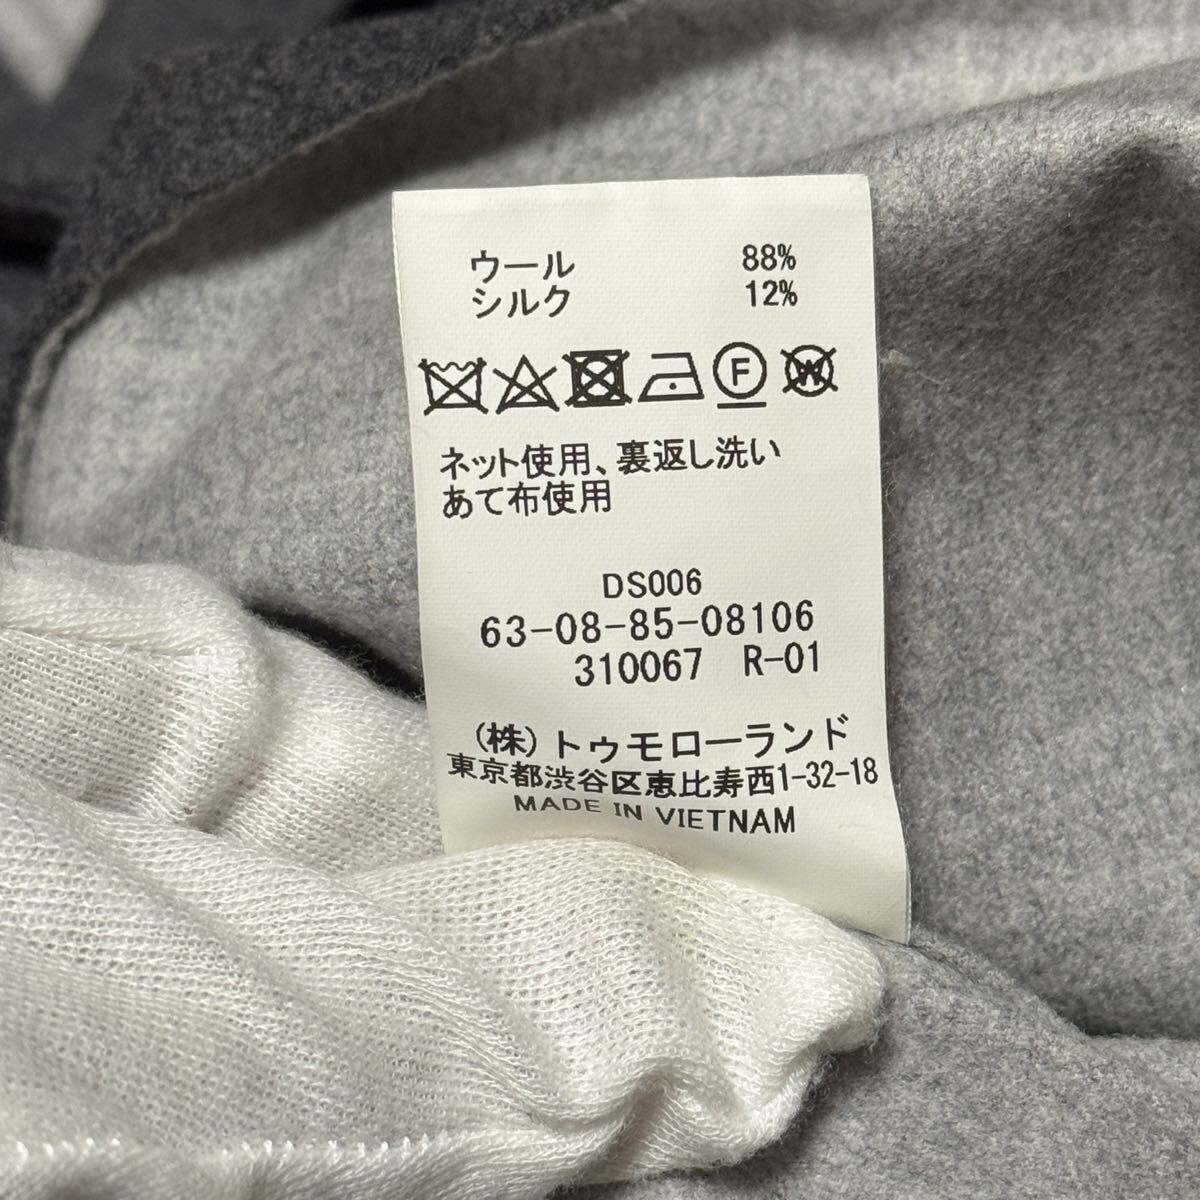 ウール 88%
シルク 12%
F W
ネット使用、裏返し洗い
あて布使用
DS006
63-08-85-08106
310067 R-01
(株)トゥモローランド
東京都渋谷区恵比寿西1-32-18
MADE IN VIETNAM